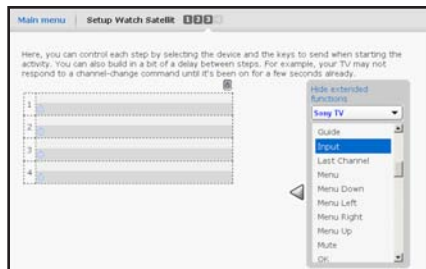 Main menu
Setup Watch Satellit
1 2 3
Here, you can control each step by selecting the device and the keys to send when starting the
activity. You can also build in a bit of a delay between steps. For example, your TV may not
respond to a channel-change command until it's been on for a few seconds already.
Hide extended
functions
Sony TV
1
2
3
4
Guide
Input
Last Channel
Menu
Menu Down
Menu Left
Menu Right
Menu Up
Mute
OK